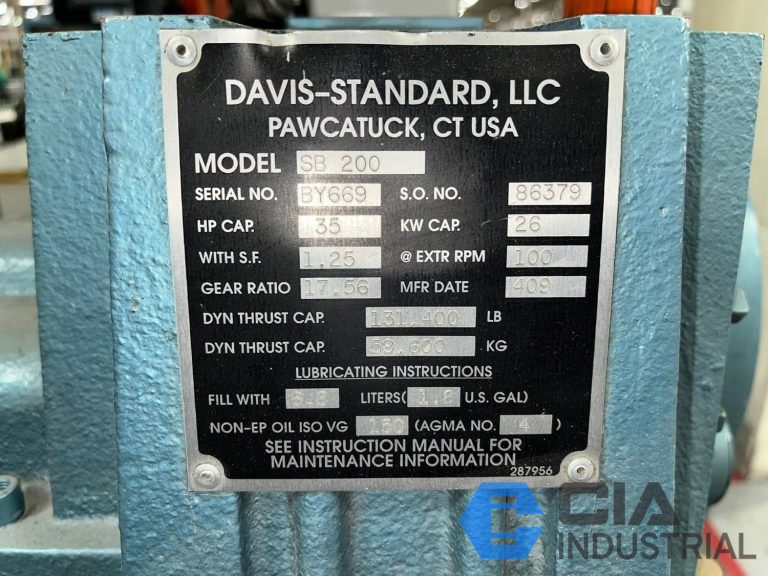 DAVIS-STANDARD, LLC
PAWCATUCK, CT USA
MODEL SB 200
SERIAL NO. BY669 S.O. NO. 86379
HP CAP. 35 KW CAP. 26
WITH S.F. 1.25 @ EXTR RPM 100
GEAR RATIO 17.56 MFR DATE 409
DYN THRUST CAP. 131,400 LB
DYN THRUST CAP. 59,600 KG
LUBRICATING INSTRUCTIONS
FILL WITH LITERS( 1.8 U.S. GAL)
NON-EP OIL ISO VG 150 (AGMA NO. 4 )
SEE INSTRUCTION MANUAL FOR
MAINTENANCE INFORMATION
287956
CIA
INDUSTRIAL